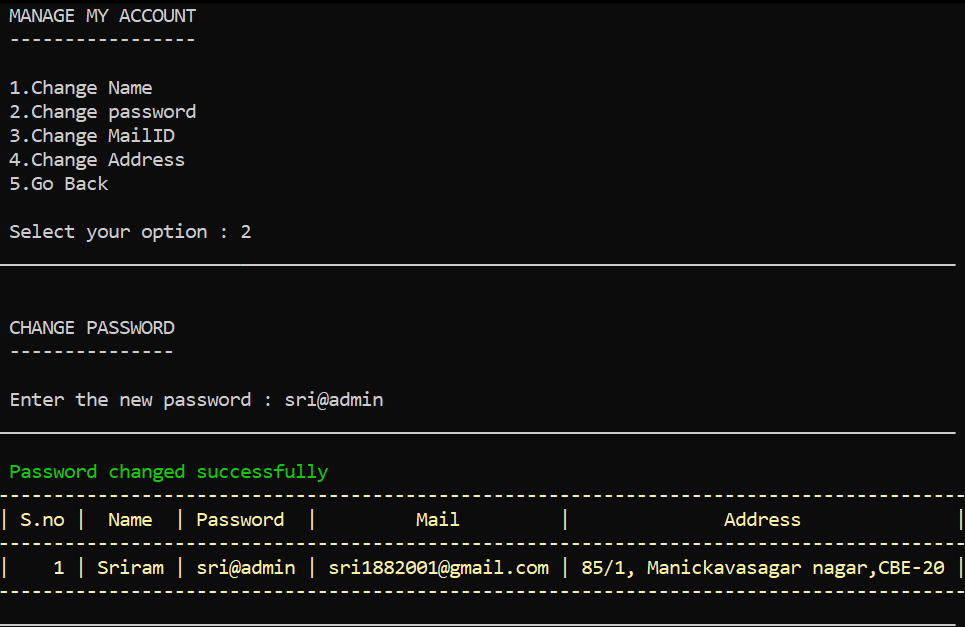 MANAGE MY ACCOUNT
-----------------
1.Change Name
2.Change password
3.Change MailID
4.Change Address
5.Go Back
Select your option : 2
CHANGE PASSWORD
---------------
Enter the new password : sri@admin
Password changed successfully
| S.no | Name | Password | Mail | Address |
| 1 | Sriram | sri@admin | sri1882001@gmail.com | 85/1, Manickavasagar nagar,CBE-20 |